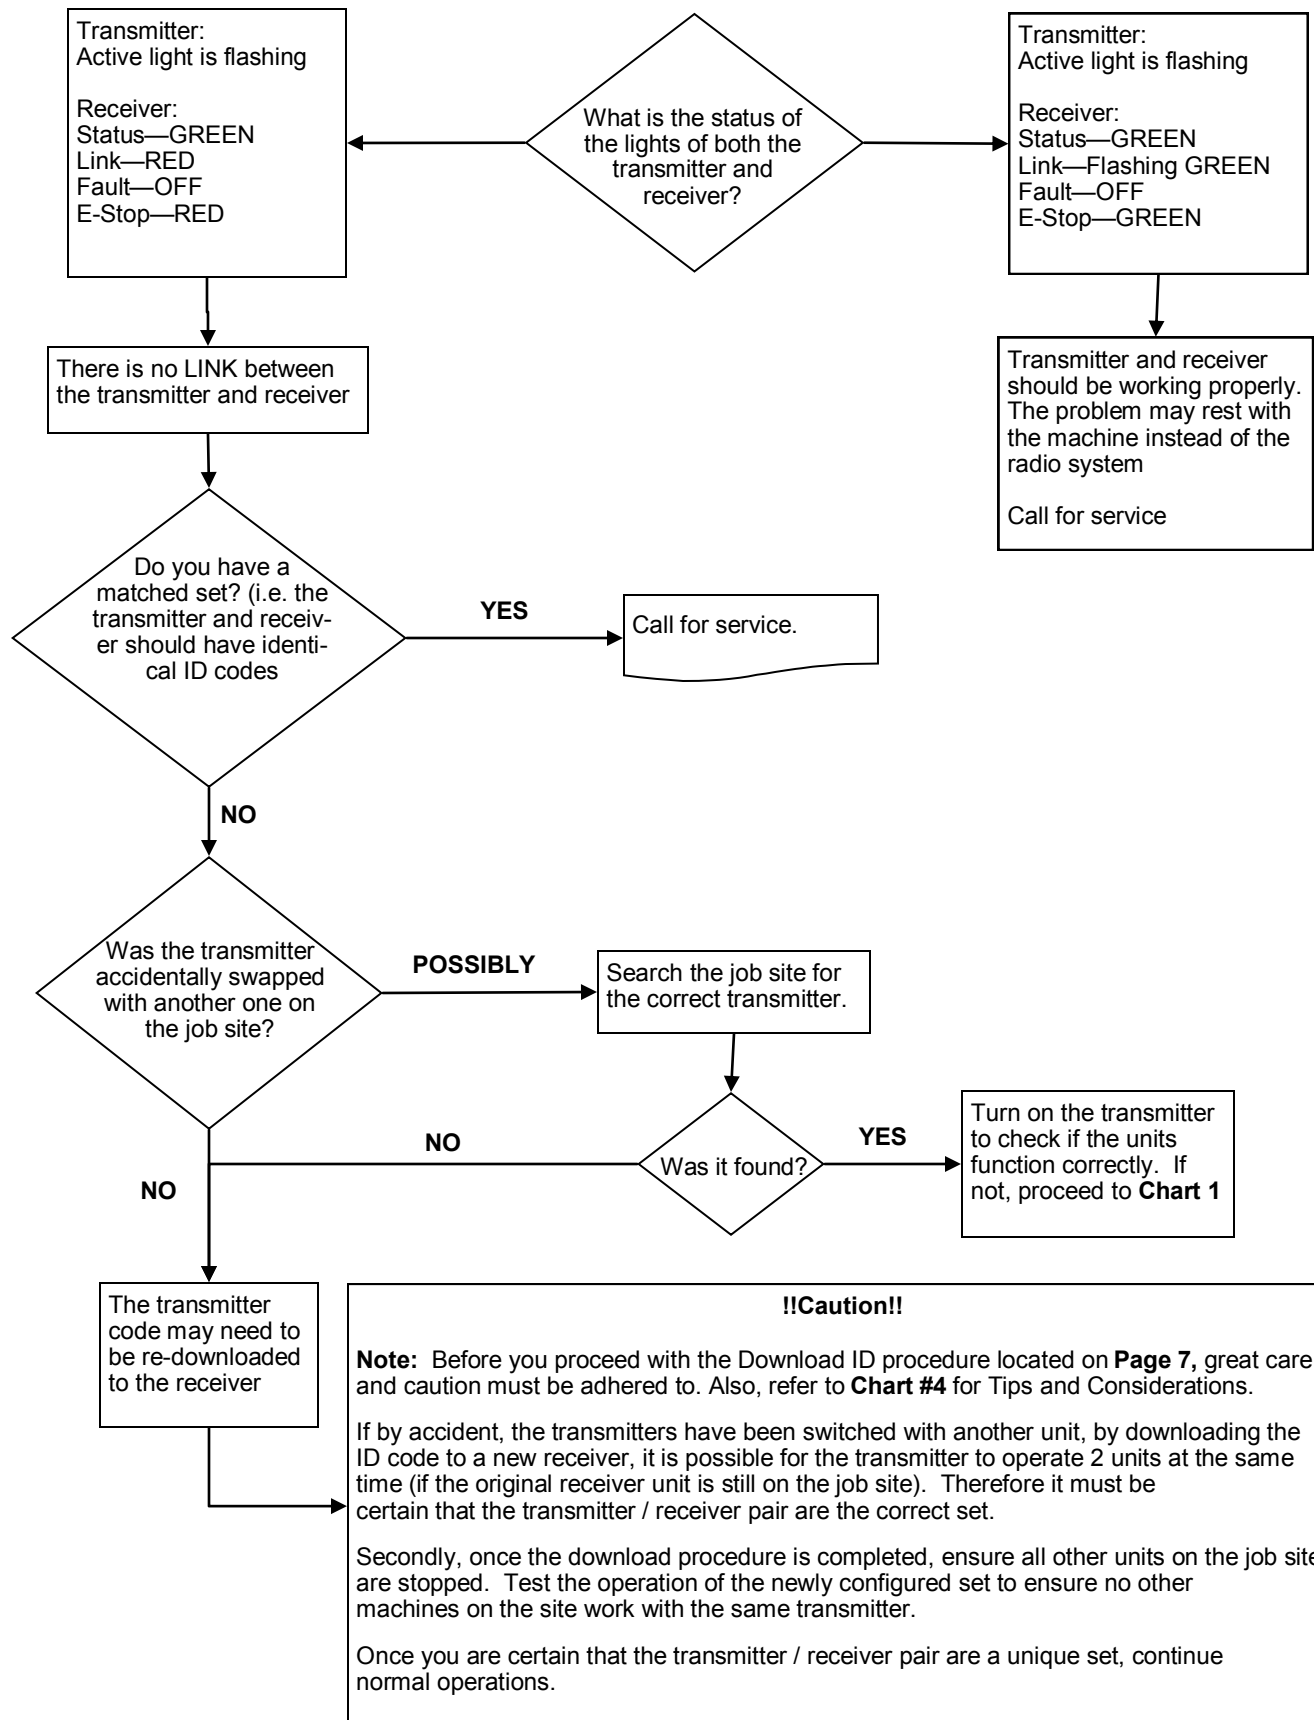 Transmitter:
Active light is flashing
Receiver:
Status—GREEN
Link—RED
Fault—OFF
E-Stop—RED
What is the status of
the lights of both the
transmitter and
receiver?
Transmitter:
Active light is flashing
Receiver:
Status—GREEN
Link—Flashing GREEN
Fault—OFF
E-Stop—GREEN
There is no LINK between
the transmitter and receiver
Transmitter and receiver
should be working properly.
The problem may rest with
the machine instead of the
radio system
Call for service
Do you have a
matched set? (i.e. the
transmitter and receiv-
er should have identi-
cal ID codes
YES
Call for service.
NO
Was the transmitter
accidentally swapped
with another one on
the job site?
POSSIBLY
Search the job site for
the correct transmitter.
NO
Was it found?
YES
Turn on the transmitter
to check if the units
function correctly.  If
not, proceed to Chart 1
NO
The transmitter
code may need to
be re-downloaded
to the receiver
!!Caution!!
Note:  Before you proceed with the Download ID procedure located on Page 7, great care
and caution must be adhered to. Also, refer to Chart #4 for Tips and Considerations.
If by accident, the transmitters have been switched with another unit, by downloading the
ID code to a new receiver, it is possible for the transmitter to operate 2 units at the same
time (if the original receiver unit is still on the job site).  Therefore it must be
certain that the transmitter / receiver pair are the correct set.
Secondly, once the download procedure is completed, ensure all other units on the job site
are stopped.  Test the operation of the newly configured set to ensure no other
machines on the site work with the same transmitter.
Once you are certain that the transmitter / receiver pair are a unique set, continue
normal operations.